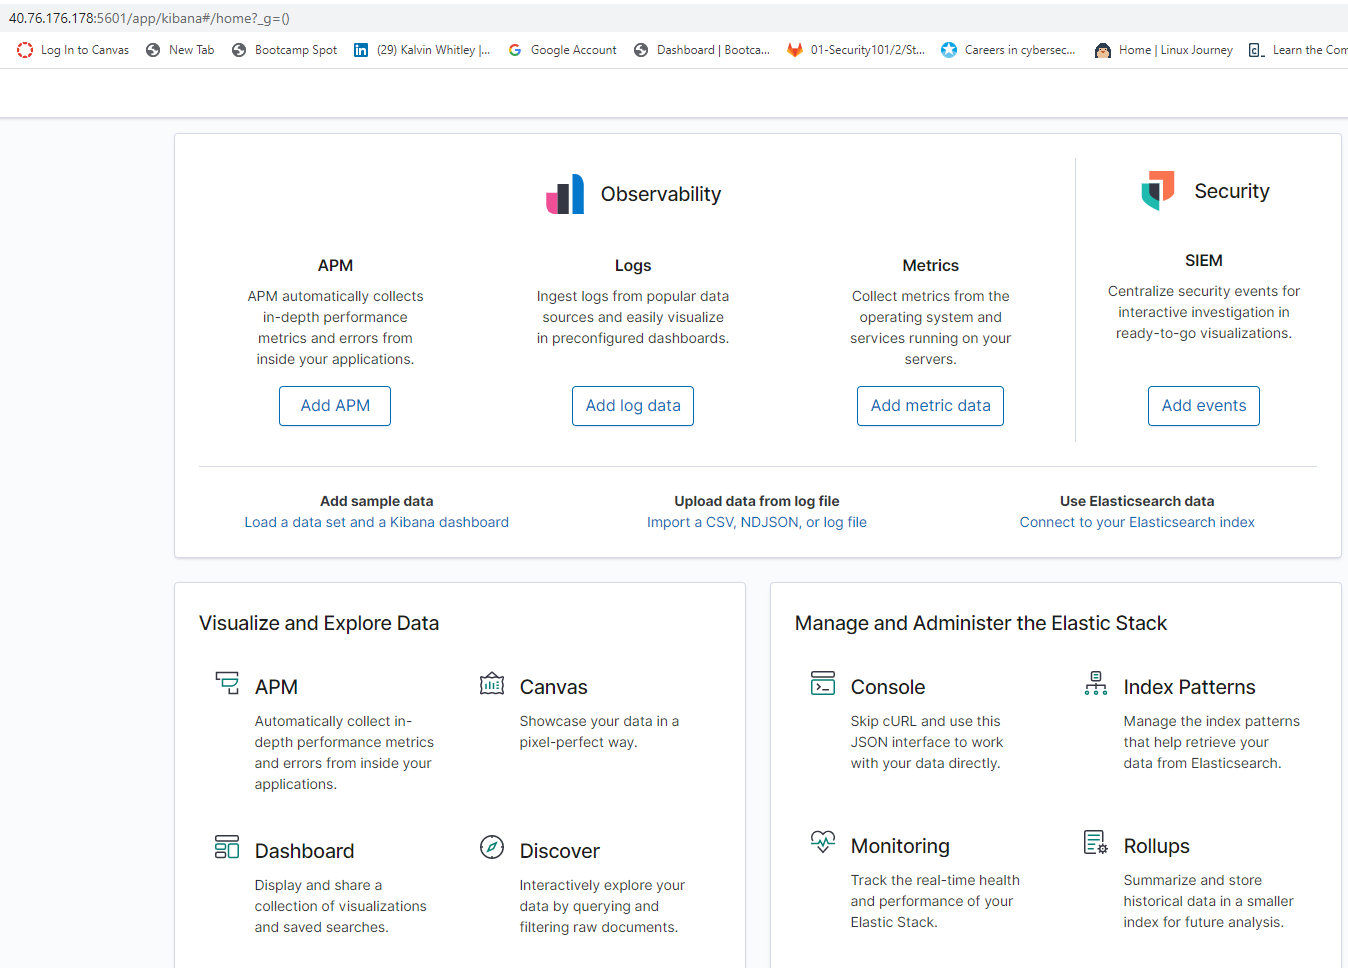 40.76.176.178:5601/app/kibana#/home?_g=()
Log In to Canvas New Tab Bootcamp Spot (29) Kalvin Whitley |... Google Account Dashboard | Bootca... 01-Security101/2/St... Careers in cybersec... Home | Linux Journey Learn the Com
Observability
Security
APM
APM automatically collects
in-depth performance
metrics and errors from
inside your applications.
Add APM
Logs
Ingest logs from popular data
sources and easily visualize
in preconfigured dashboards.
Add log data
Metrics
Collect metrics from the
operating system and
services running on your
servers.
Add metric data
SIEM
Centralize security events for
interactive investigation in
ready-to-go visualizations.
Add events
Add sample data
Load a data set and a Kibana dashboard
Upload data from log file
Import a CSV, NDJSON, or log file
Use Elasticsearch data
Connect to your Elasticsearch index
Visualize and Explore Data
APM
Automatically collect in-
depth performance metrics
and errors from inside your
applications.
Canvas
Showcase your data in a
pixel-perfect way.
Dashboard
Display and share a
collection of visualizations
and saved searches.
Discover
Interactively explore your
data by querying and
filtering raw documents.
Manage and Administer the Elastic Stack
Console
Skip cURL and use this
JSON interface to work
with your data directly.
Index Patterns
Manage the index patterns
that help retrieve your
data from Elasticsearch.
Monitoring
Track the real-time health
and performance of your
Elastic Stack.
Rollups
Summarize and store
historical data in a smaller
index for future analysis.